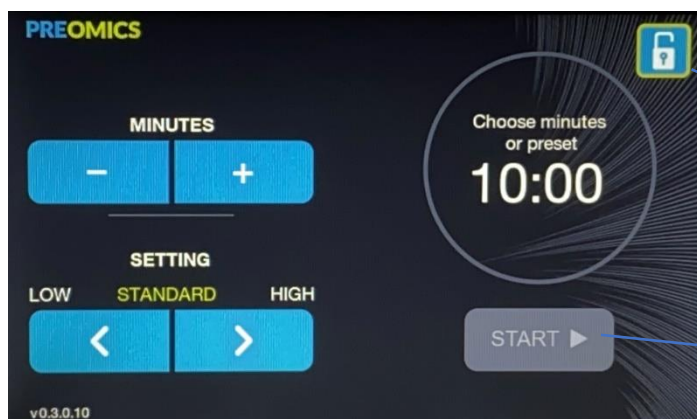 PREOMICS
MINUTES
− +
Choose minutes
or preset
10:00
SETTING
LOW STANDARD HIGH
< >
START ▶
v0.3.0.10